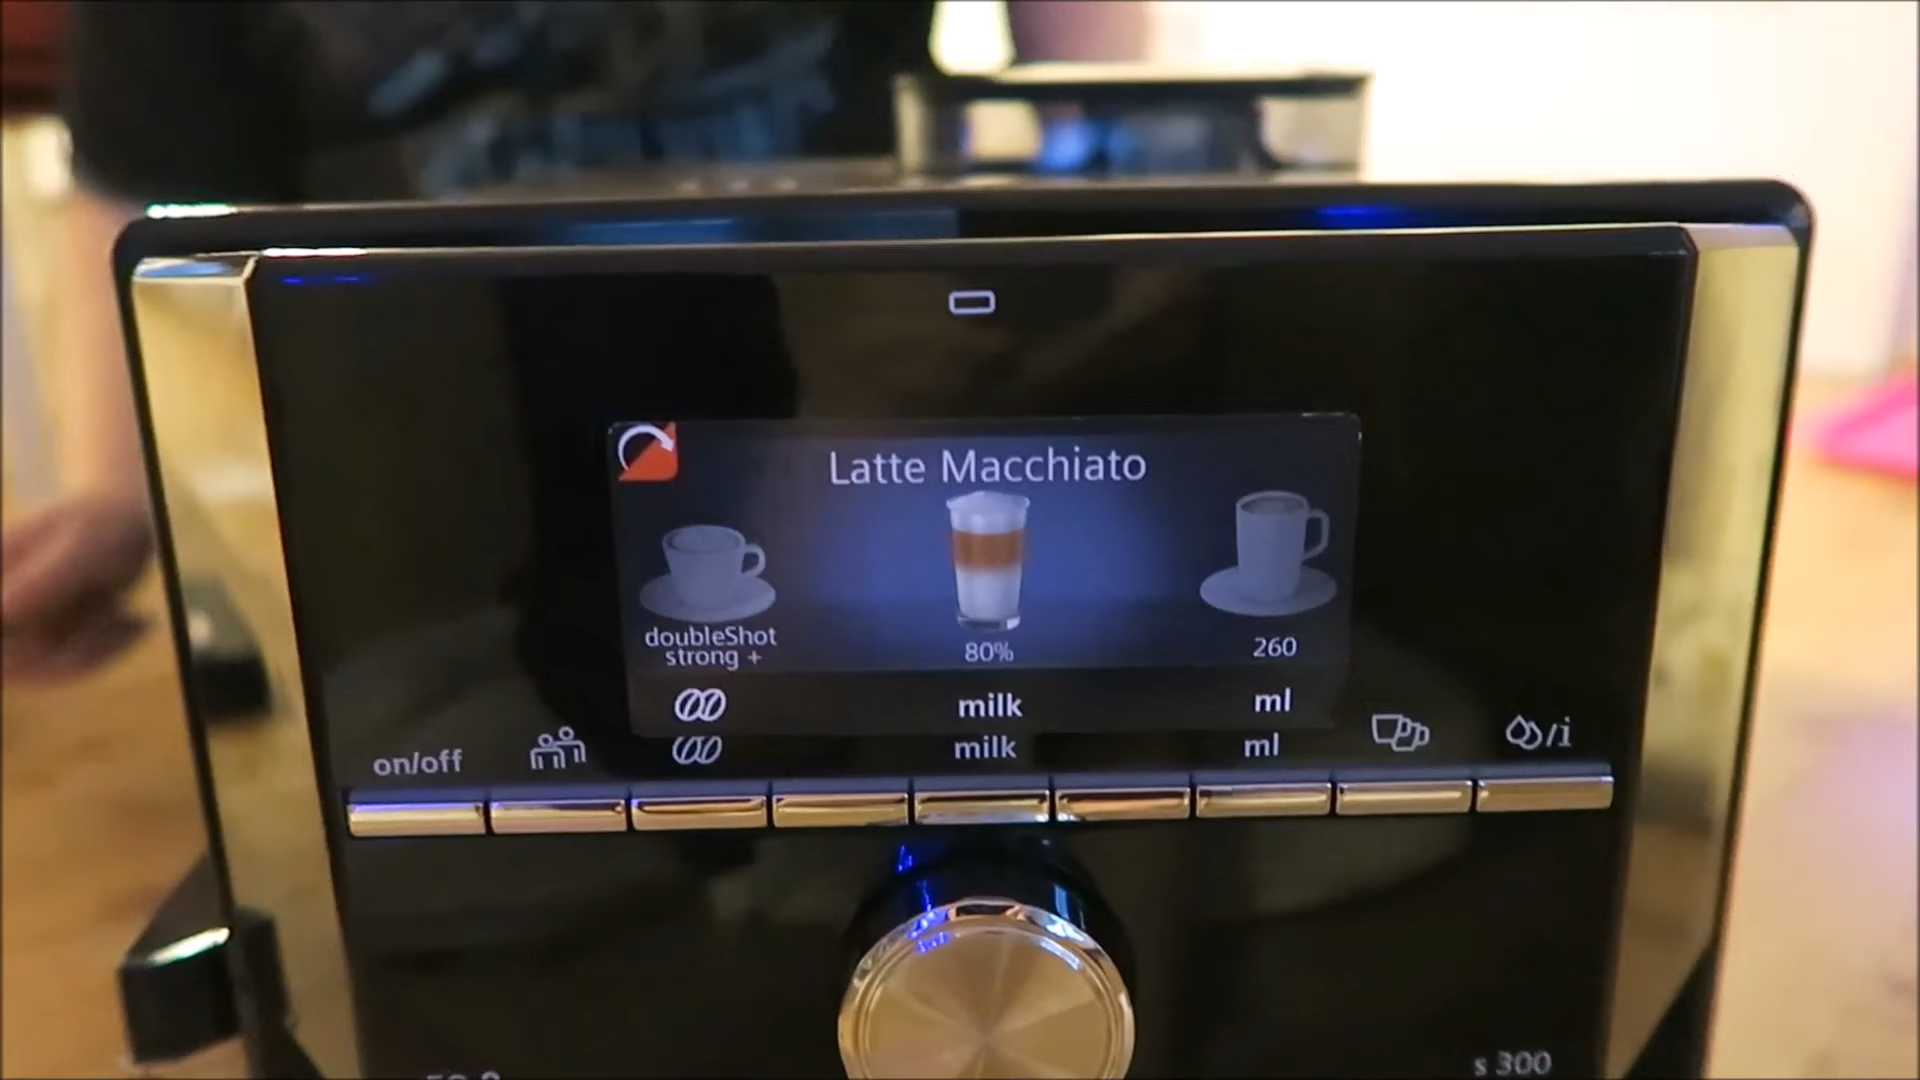 Latte Macchiato
doubleShot
strong +
80%
260
milk
ml
on/off
milk
ml
i
s 300